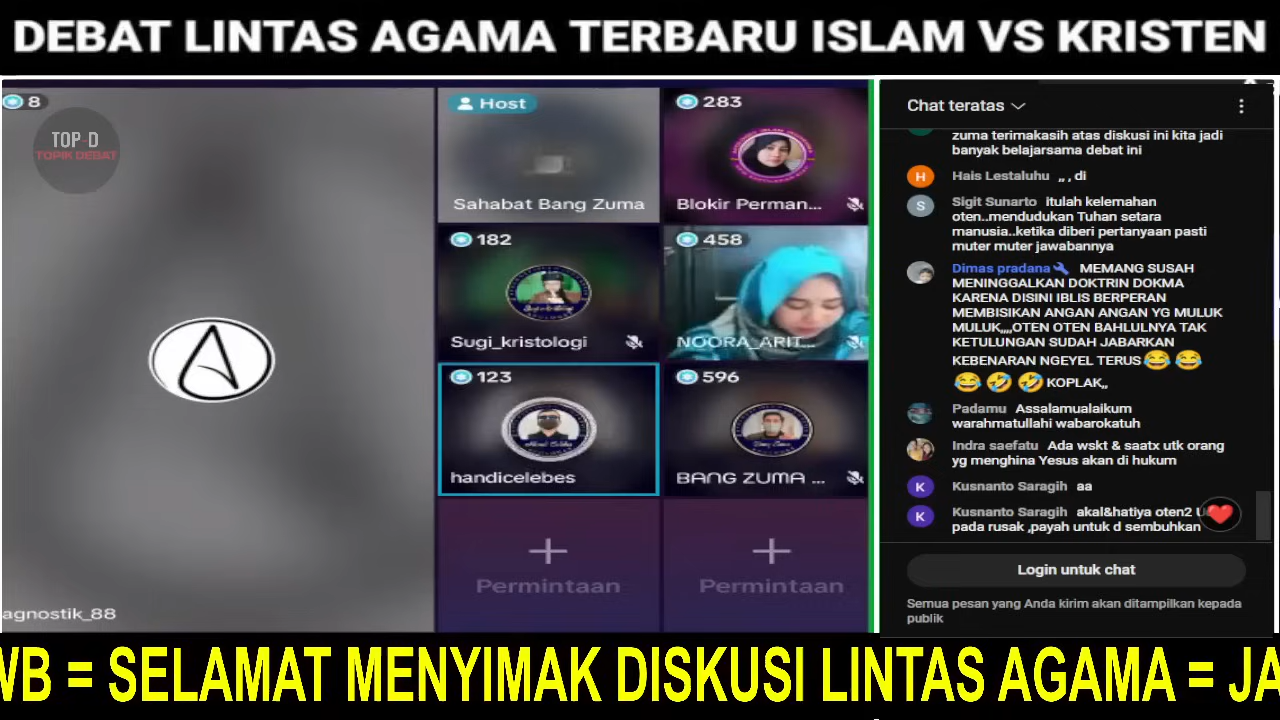 DEBAT LINTAS AGAMA TERBARU ISLAM VS KRISTEN
8
TOP-D
TOPIK DEBAT
agnostik_88
Host
Sahabat Bang Zuma
283
Blokir Perman...
182
Sugi_kristologi
458
NOORA_ARIT...
123
handicelebes
596
BANG ZUMA ...
Permintaan
Permintaan
Chat teratas
zuma terimakasih atas diskusi ini kita jadi
banyak belajarsama debat ini
H
Hais Lestaluhu ,, , di
S
Sigit Sunarto itulah kelemahan
oten..mendudukan Tuhan setara
manusia..ketika diberi pertanyaan pasti
muter muter jawabannya
Dimas pradana MEMANG SUSAH
MENINGGALKAN DOKTRIN DOKMA
KARENA DISINI IBLIS BERPERAN
MEMBISIKAN ANGAN ANGAN YG MULUK
MULUK,,,,OTEN OTEN BAHLULNYA TAK
KETULUNGAN SUDAH JABARKAN
KEBENARAN NGEYEL TERUS😂😂
😂🤣🤣KOPLAK,,
Padamu Assalamualaikum
warahmatullahi wabarokatuh
Indra saefatu Ada wskt & saatx utk orang
yg menghina Yesus akan di hukum
K
Kusnanto Saragih aa
K
Kusnanto Saragih akal&hatiya oten2
pada rusak ,payah untuk d sembuhkan
Login untuk chat
Semua pesan yang Anda kirim akan ditampilkan kepada
publik
WB = SELAMAT MENYIMAK DISKUSI LINTAS AGAMA = JA